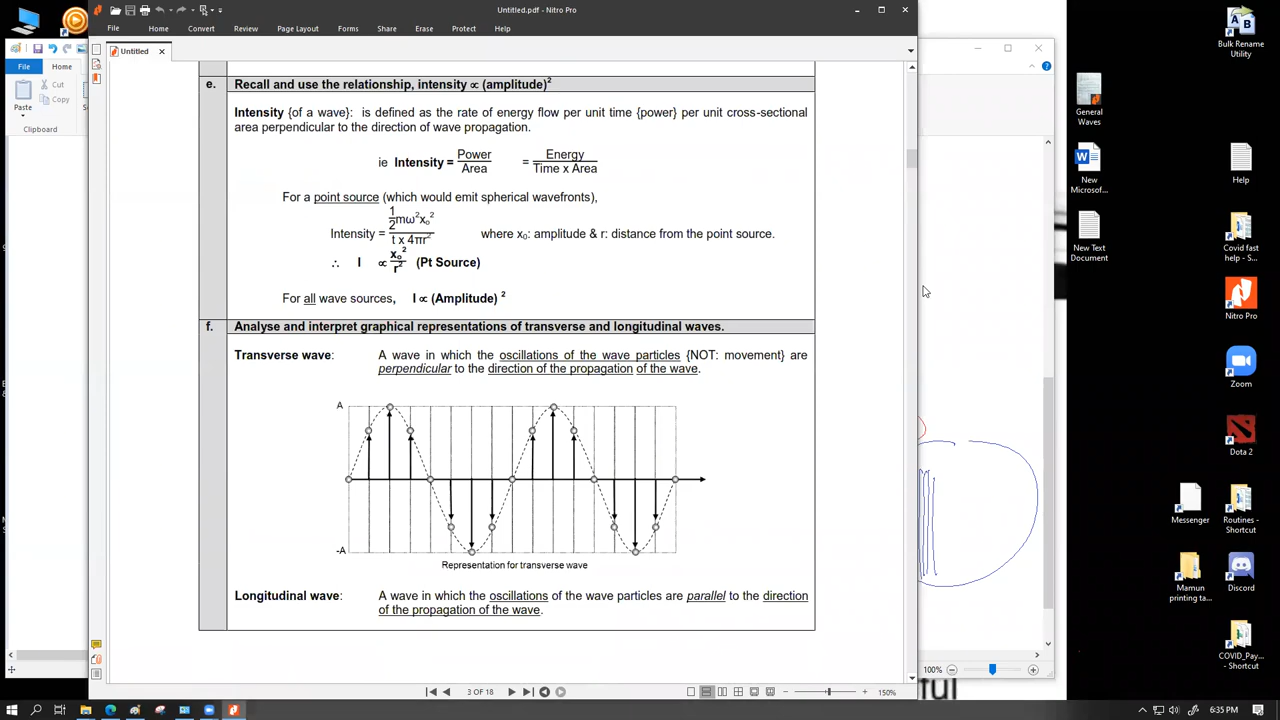 Untitled.pdf - Nitro Pro
File Home Convert Review Page Layout Forms Share Erase Protect Help
Untitled
File Home
Paste
Cut
Copy
e. Recall and use the relationship, intensity ∝ (amplitude)²
Intensity {of a wave}: is defined as the rate of energy flow per unit time {power} per unit cross-sectional
area perpendicular to the direction of wave propagation.
ie Intensity = Power / Area = Energy / Time x Area
For a point source (which would emit spherical wavefronts),
Intensity = ½mω²xₒ² / t x 4πr² where x₀: amplitude & r: distance from the point source.
∴ I ∝ xₒ² / r² (Pt Source)
For all wave sources, I ∝ (Amplitude) ²
f. Analyse and interpret graphical representations of transverse and longitudinal waves.
Transverse wave: A wave in which the oscillations of the wave particles {NOT: movement} are
perpendicular to the direction of the propagation of the wave.
A
-A
Representation for transverse wave
Longitudinal wave: A wave in which the oscillations of the wave particles are parallel to the direction
of the propagation of the wave.
3 OF 18
150%
100%
Bulk Rename
Utility
General
Waves
New
Microsof...
Help
New Text
Document
Covid fast
help - S...
Nitro Pro
Zoom
Dota 2
Messenger
Routines -
Shortcut
Mamun
printing ta...
Discord
COVID_Pay...
- Shortcut
6:35 PM